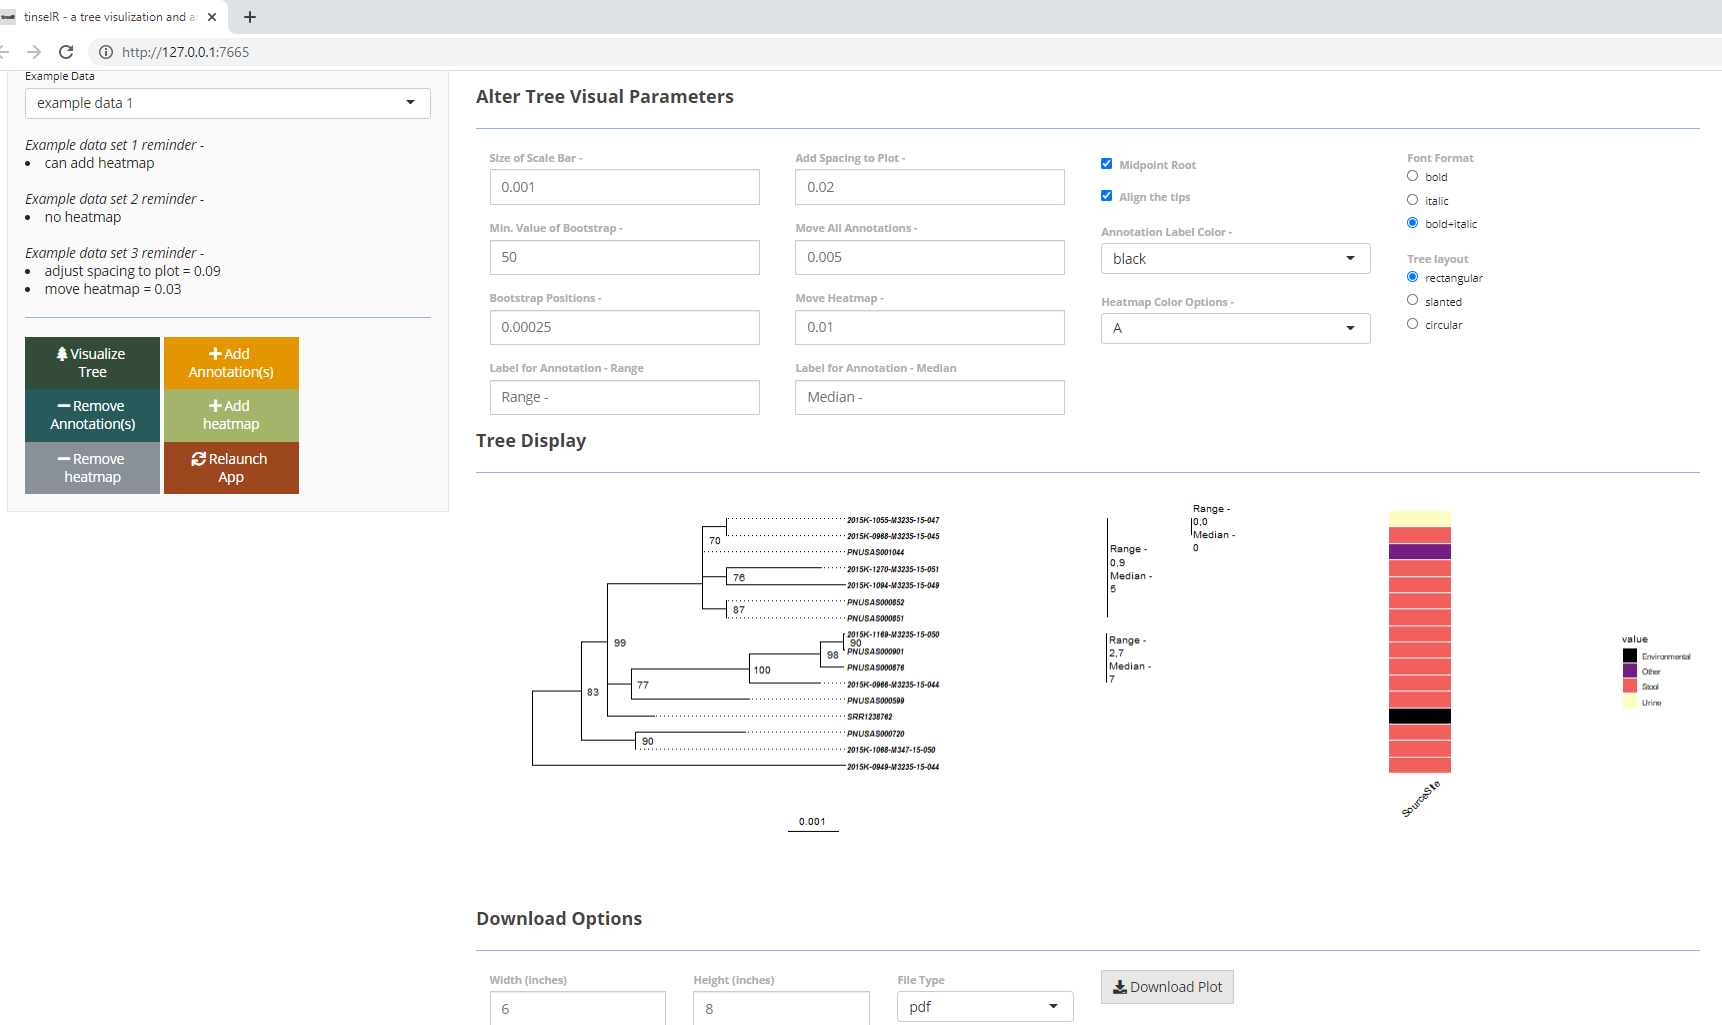 tinselR - a tree visulization and a
http://127.0.0.1:7665
Example Data
example data 1
Example data set 1 reminder -
can add heatmap
Example data set 2 reminder -
no heatmap
Example data set 3 reminder -
adjust spacing to plot = 0.09
move heatmap = 0.03
Visualize
Tree
Add
Annotation(s)
Remove
Annotation(s)
Add
heatmap
Remove
heatmap
Relaunch
App
Alter Tree Visual Parameters
Size of Scale Bar -
0.001
Add Spacing to Plot -
0.02
Midpoint Root
Align the tips
Font Format
bold
italic
bold+italic
Min. Value of Bootstrap -
50
Move All Annotations -
0.005
Annotation Label Color -
black
Tree layout
rectangular
slanted
circular
Bootstrap Positions -
0.00025
Move Heatmap -
0.01
Heatmap Color Options -
A
Label for Annotation - Range
Range -
Label for Annotation - Median
Median -
Tree Display
2015K-1055-M3235-15-047
2015K-0968-M3235-15-045
PNUSAS001044
2015K-1270-M3235-15-051
2015K-1094-M3235-15-049
PNUSAS000852
PNUSAS000851
2015K-1169-M3235-15-050
PNUSAS000901
PNUSAS000876
2015K-0966-M3235-15-044
PNUSAS000599
SRR1238762
PNUSAS000720
2015K-1068-M347-15-050
2015K-0949-M3235-15-044
70
76
87
99
90
98
100
77
83
90
0.001
Range -
0,0
Median -
0
Range -
0,9
Median -
5
Range -
2,7
Median -
7
SourceSite
value
Environmental
Other
Stool
Urine
Download Options
Width (inches)
6
Height (inches)
8
File Type
pdf
Download Plot